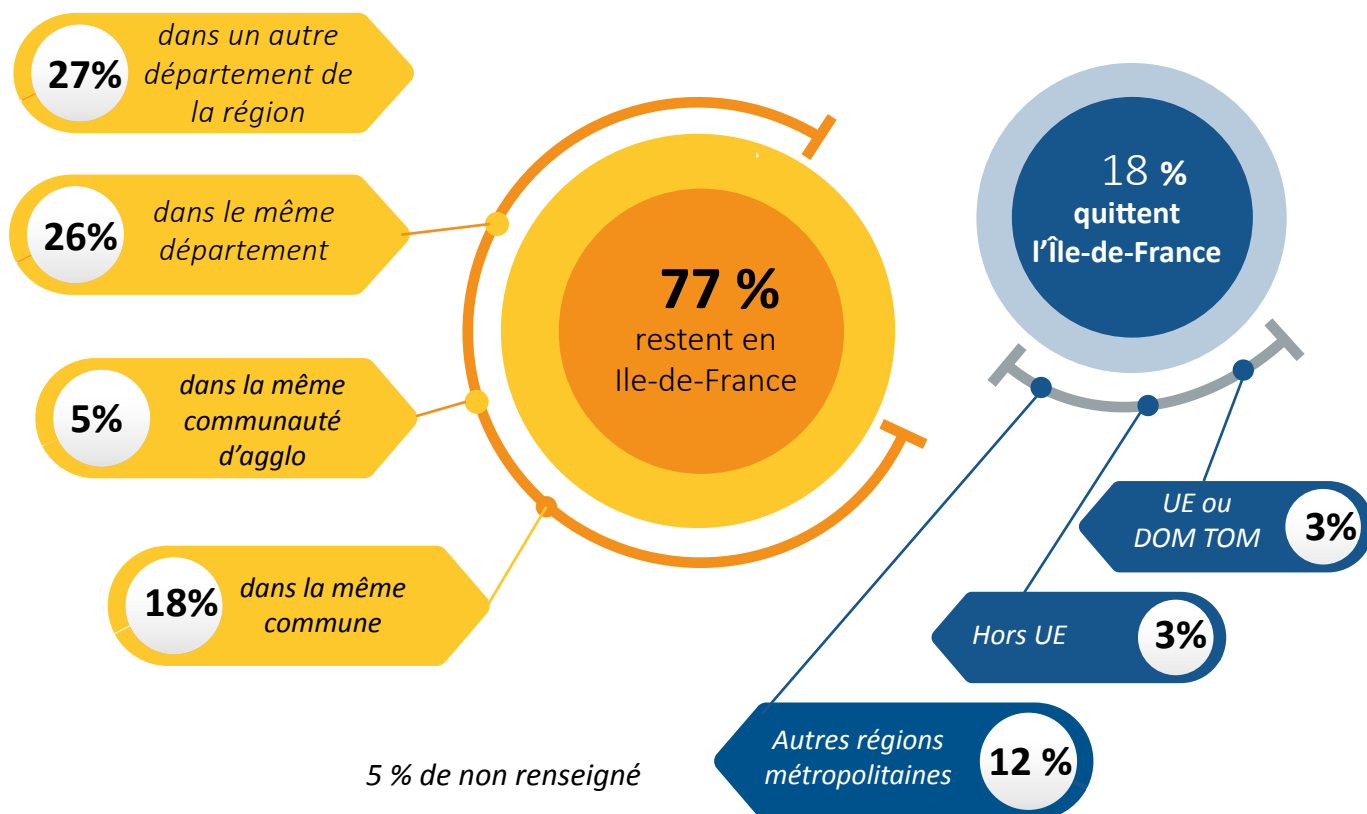 27%
dans un autre
département de
la région
26%
dans le même
département
5%
dans la même
communauté
d’agglo
18%
dans la même
commune
77 %
restent en
Ile-de-France
18 %
quittent
l’Île-de-France
UE ou
DOM TOM
3%
Hors UE
3%
Autres régions
métropolitaines
12 %
5 % de non renseigné